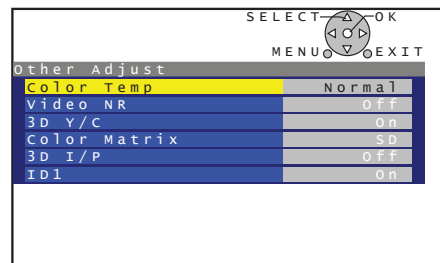 SELECT OK
MENU EXIT
Other Adjust
Color Temp Normal
Video NR Off
3D Y/C On
Color Matrix SD
3D I/P Off
ID1 On